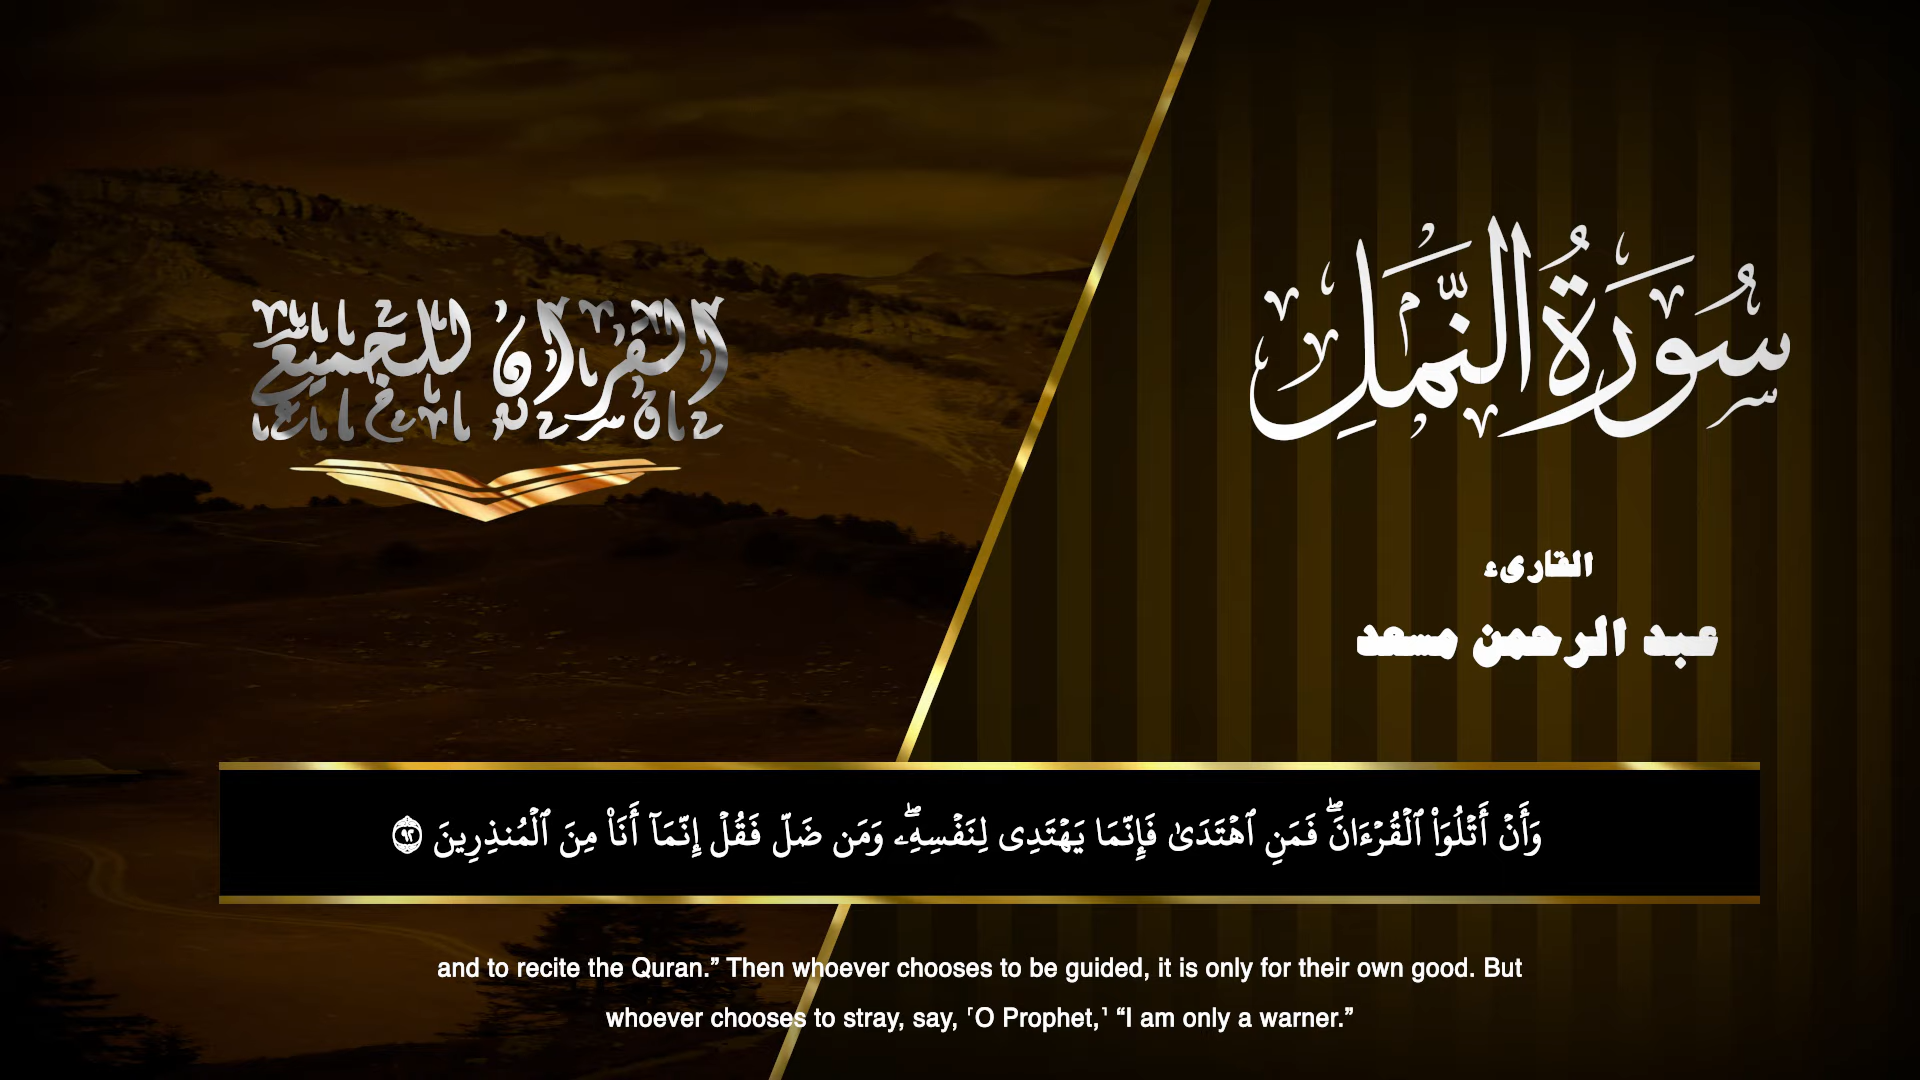 القرآن للجميع
سُورَةُ النَّمل
القارىء
عبد الرحمن مسعد
وَأَنْ أَتْلُوَا۟ ٱلْقُرْءَانَ ۖ فَمَنِ ٱهْتَدَىٰ فَإِنَّمَا يَهْتَدِى لِنَفْسِهِۦ ۖ وَمَن ضَلَّ فَقُلْ إِنَّمَآ أَنَا۠ مِنَ ٱلْمُنذِرِينَ ٩٢
and to recite the Quran.” Then whoever chooses to be guided, it is only for their own good. But
whoever chooses to stray, say, ˹O Prophet,˺ “I am only a warner.”